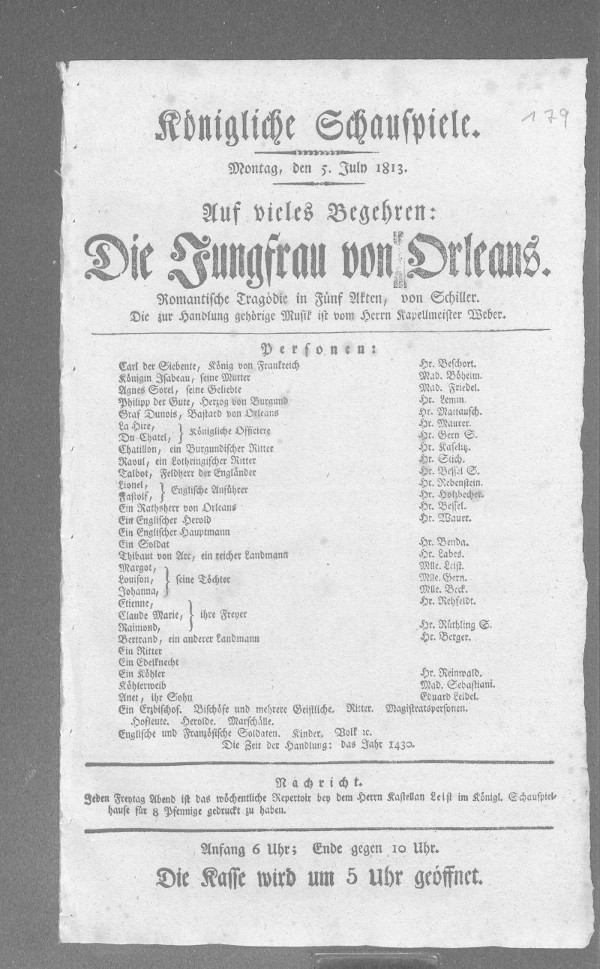 179
Königliche Schauspiele.
Montag, den 5. July 1813.
Auf vieles Begehren:
Die Jungfrau von Orleans.
Romantische Tragödie in Fünf Akten, von Schiller.
Die zur Handlung gehörige Musik ist vom Herrn Kapellmeister Weber.
Personen:
Carl der Siebente, König von Frankreich Hr. Beschort.
Königin Isabeau, seine Mutter Mad. Böheim.
Agnes Sorel, seine Geliebte Mad. Friedel.
Philipp der Gute, Herzog von Burgund Hr. Lemm.
Graf Dunois, Bastard von Orleans Hr. Mattausch.
La Hire, Hr. Maurer.
Königliche Officiere
Du Chatel, Hr. Gern S.
Chatillon, ein Burgundischer Ritter Hr. Kaselitz.
Raoul, ein Lothringischer Ritter Hr. Stich.
Talbot, Feldherr der Engländer Hr. Bessel S.
Lionel, Hr. Rebenstein.
Englische Anführer
Fastolf, Hr. Holzbecher.
Ein Rathsherr von Orleans Hr. Bessel.
Ein Englischer Herold Hr. Wauer.
Ein Englischer Hauptmann
Ein Soldat Hr. Benda.
Thibaut von Arc, ein reicher Landmann Hr. Labes.
Margot, Mlle. Leist.
Louison, seine Töchter Mlle. Gern.
Johanna, Mlle. Beck.
Etienne, Hr. Rehfeldt.
Claude Marie, ihre Freyer
Raimond, Hr. Rüthling S.
Bertrand, ein anderer Landmann Hr. Berger.
Ein Ritter
Ein Edelknecht
Ein Köhler Hr. Reinwald.
Köhlerweib Mad. Sebastiani.
Anet, ihr Sohn Eduard Leidel.
Ein Erzbischof. Bischöfe und mehrere Geistliche. Ritter. Magistratspersonen.
Hofleute. Herolde. Marschälle.
Englische und Französische Soldaten. Kinder. Volk ꝛc.
Die Zeit der Handlung: das Jahr 1430.
Nachricht.
Jeden Freytag Abend ist das wöchentliche Repertoir bey dem Herrn Kastellan Leist im Königl. Schauspiel-
hause für 8 Pfennige gedruckt zu haben.
Anfang 6 Uhr; Ende gegen 10 Uhr.
Die Kasse wird um 5 Uhr geöffnet.